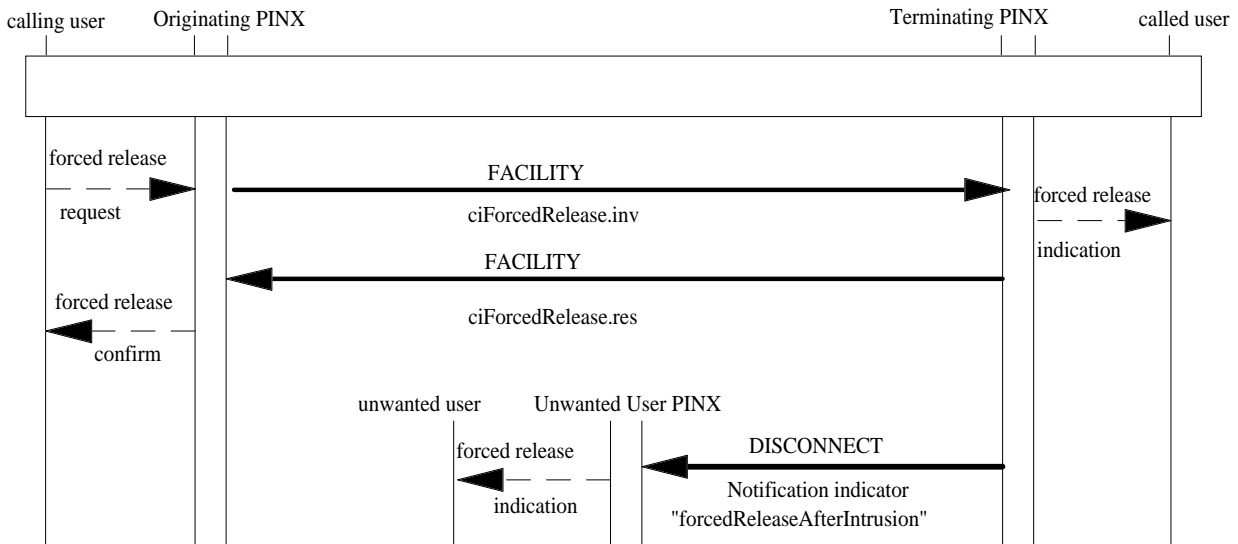 calling user
Originating PINX
Terminating PINX
called user
forced release
request
FACILITY
ciForcedRelease.inv
forced release
indication
FACILITY
ciForcedRelease.res
forced release
confirm
unwanted user
Unwanted User PINX
forced release
indication
DISCONNECT
Notification indicator
"forcedReleaseAfterIntrusion"